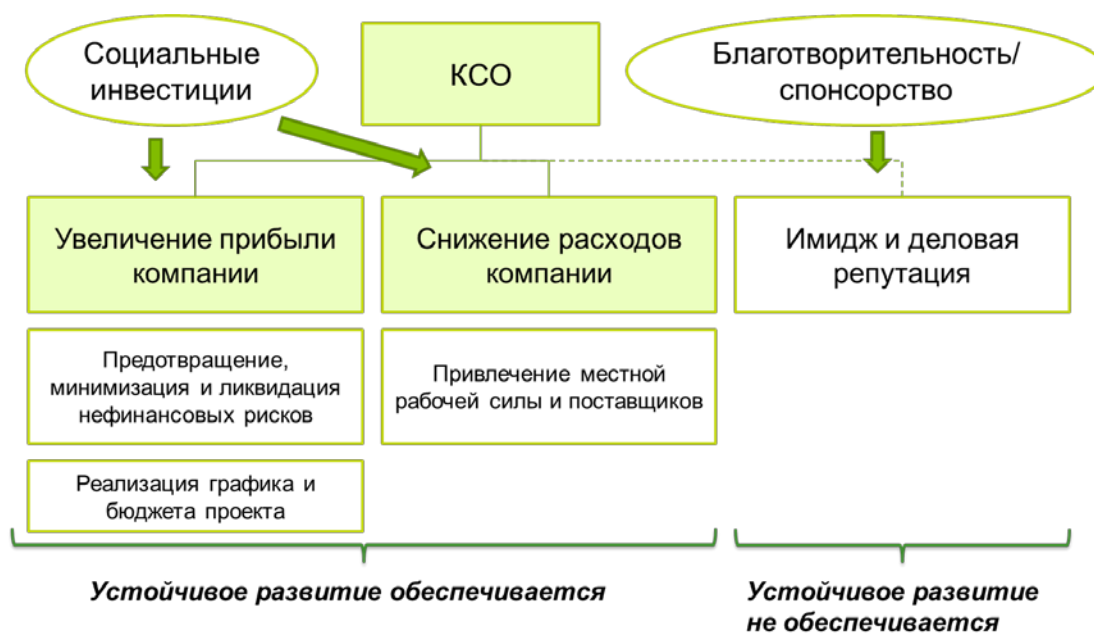 Социальные
инвестиции
КСО
Благотворительность/
спонсорство
Увеличение прибыли
компании
Снижение расходов
компании
Имидж и деловая
репутация
Предотвращение,
минимизация и ликвидация
нефинансовых рисков
Привлечение местной
рабочей силы и поставщиков
Реализация графика и
бюджета проекта
Устойчивое развитие обеспечивается
Устойчивое развитие
не обеспечивается